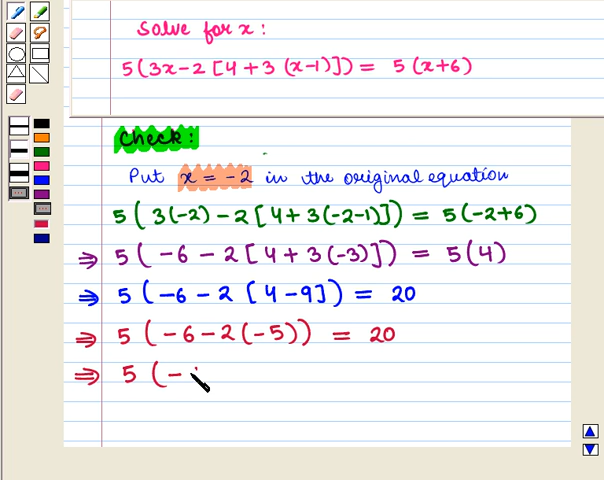 Solve for x:
5(3x-2[4+3(x-1)]) = 5(x+6)
Check:
Put x = -2 in the original equation
5(3(-2)-2[4+3(-2-1)]) = 5(-2+6)
⇒ 5(-6-2[4+3(-3)]) = 5(4)
⇒ 5(-6-2[4-9]) = 20
⇒ 5(-6-2(-5)) = 20
⇒ 5(-